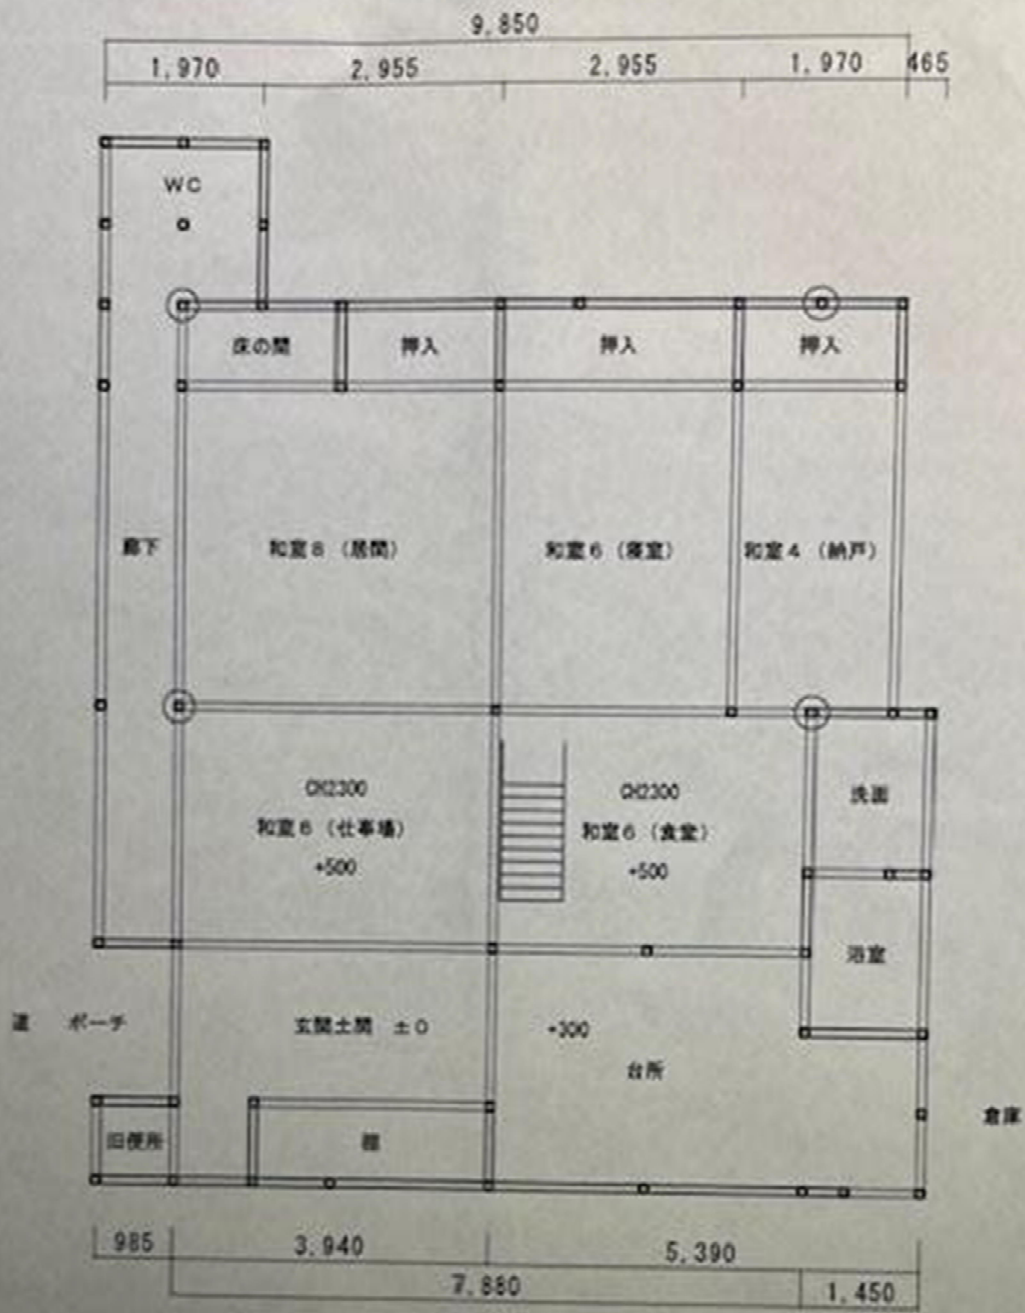 9,850
1,970 2,955 2,955 1,970 465
WC
床の間 押入 押入 押入
廊下 和室8（居間） 和室6（寝室） 和室4（納戸）
CH2300 CH2300 洗面
和室6（仕事場） 和室6（食堂）
+500 +500
浴室
道 ポーチ 玄関土間 ±0 +300
台所
倉庫
旧便所 棚
985 3,940 5,390
7,880 1,450